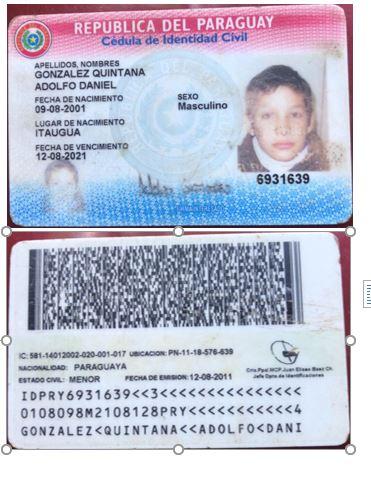 REPUBLICA DEL PARAGUAY
Cédula de Identidad Civil
APELLIDOS, NOMBRES
GONZALEZ QUINTANA
ADOLFO DANIEL
FECHA DE NACIMIENTO
09-08-2001
SEXO
Masculino
LUGAR DE NACIMIENTO
ITAUGUA
FECHA DE VENCIMIENTO
12-08-2021
6931639
IC: 581-14012002-020-001-017 UBICACION: PN-11-18-576-639
NACIONALIDAD: PARAGUAYA
ESTADO CIVIL: MENOR FECHA DE EMISION: 12-08-2011
Crio. Ppal. MCP. Juan Eliseo Baez Ch.
Jefe Dpto. de Identificaciones
IDPRY6931639<<3<<<<<<<<<<<<<<<
0108098M2108128PRY<<<<<<<<<<<4
GONZALEZ<QUINTANA<<ADOLFO<DANI